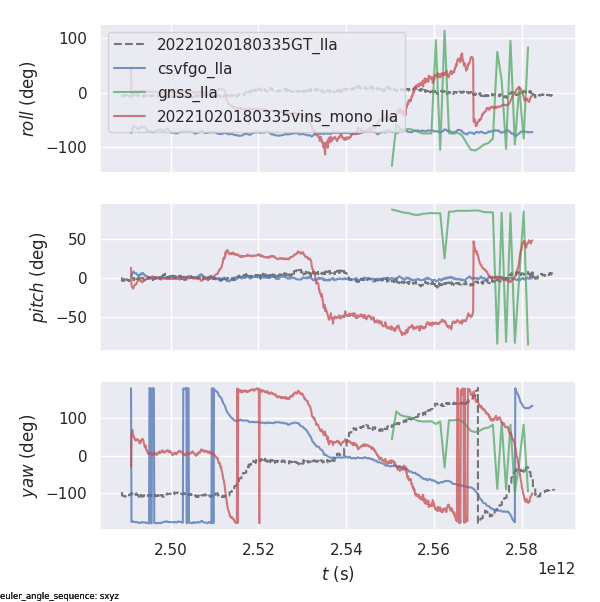 20221020180335GT_lla
csvfgo_lla
gnss_lla
20221020180335vins_mono_lla
roll (deg)
100
0
−100
pitch (deg)
50
0
−50
yaw (deg)
100
0
−100
2.50 2.52 2.54 2.56 2.58
1e12
t (s)
euler_angle_sequence: sxyz